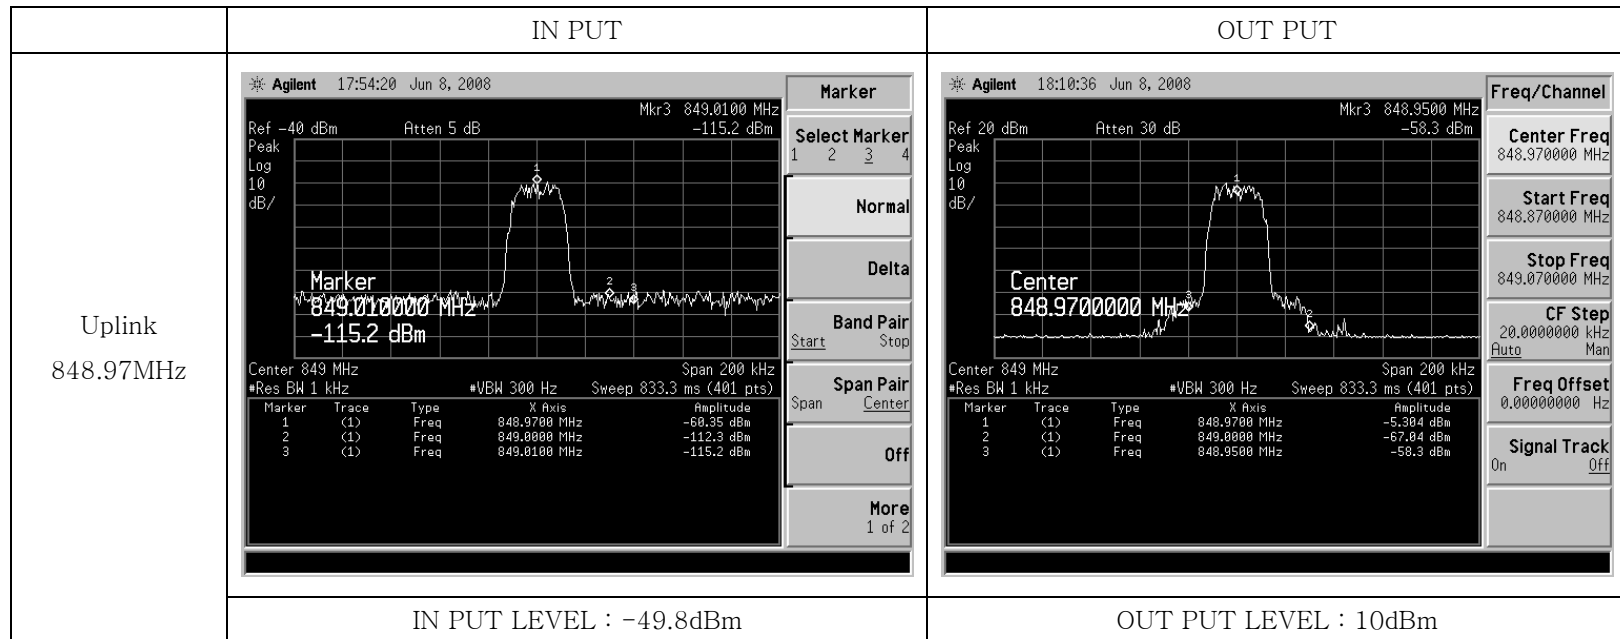 IN PUT
OUT PUT
Uplink
848.97MHz
Agilent 17:54:20 Jun 8, 2008
Mkr3 849.0100 MHz
Ref -40 dBm Atten 5 dB -115.2 dBm
Peak
Log
10
dB/
1
2
3
Marker
849.010000 MHz
-115.2 dBm
Center 849 MHz Span 200 kHz
#Res BW 1 kHz #VBW 300 Hz Sweep 833.3 ms (401 pts)
Marker Trace Type X Axis Amplitude
1 (1) Freq 848.9700 MHz -60.35 dBm
2 (1) Freq 849.0000 MHz -112.3 dBm
3 (1) Freq 849.0100 MHz -115.2 dBm
Marker
Select Marker
1 2 3 4
Normal
Delta
Band Pair
Start Stop
Span Pair
Span Center
Off
More
1 of 2
Agilent 18:10:36 Jun 8, 2008
Mkr3 848.9500 MHz
Ref 20 dBm Atten 30 dB -58.3 dBm
Peak
Log
10
dB/
1
3
2
Center
848.9700000 MHz
Center 849 MHz Span 200 kHz
#Res BW 1 kHz #VBW 300 Hz Sweep 833.3 ms (401 pts)
Marker Trace Type X Axis Amplitude
1 (1) Freq 848.9700 MHz -5.304 dBm
2 (1) Freq 849.0000 MHz -67.04 dBm
3 (1) Freq 848.9500 MHz -58.3 dBm
Freq/Channel
Center Freq
848.970000 MHz
Start Freq
848.870000 MHz
Stop Freq
849.070000 MHz
CF Step
20.0000000 kHz
Auto Man
Freq Offset
0.00000000 Hz
Signal Track
On Off
IN PUT LEVEL : -49.8dBm
OUT PUT LEVEL : 10dBm